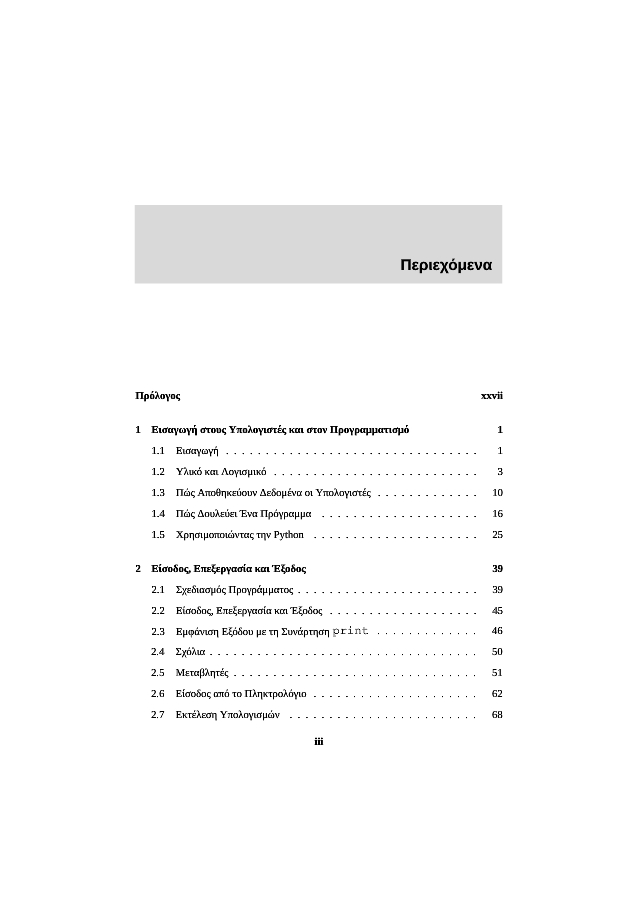 Περιεχόμενα
Πρόλογος xxvii
1 Εισαγωγή στους Υπολογιστές και στον Προγραμματισμό 1
1.1 Εισαγωγή . . . . . . . . . . . . . . . . . . . . . . . . . . . . . . . . 1
1.2 Υλικό και Λογισμικό . . . . . . . . . . . . . . . . . . . . . . . . . . 3
1.3 Πώς Αποθηκεύουν Δεδομένα οι Υπολογιστές . . . . . . . . . . . . . 10
1.4 Πώς Δουλεύει Ένα Πρόγραμμα . . . . . . . . . . . . . . . . . . . . 16
1.5 Χρησιμοποιώντας την Python . . . . . . . . . . . . . . . . . . . . . 25
2 Είσοδος, Επεξεργασία και Έξοδος 39
2.1 Σχεδιασμός Προγράμματος . . . . . . . . . . . . . . . . . . . . . . . 39
2.2 Είσοδος, Επεξεργασία και Έξοδος . . . . . . . . . . . . . . . . . . . 45
2.3 Εμφάνιση Εξόδου με τη Συνάρτηση print . . . . . . . . . . . . . 46
2.4 Σχόλια . . . . . . . . . . . . . . . . . . . . . . . . . . . . . . . . . . 50
2.5 Μεταβλητές . . . . . . . . . . . . . . . . . . . . . . . . . . . . . . . 51
2.6 Είσοδος από το Πληκτρολόγιο . . . . . . . . . . . . . . . . . . . . . 62
2.7 Εκτέλεση Υπολογισμών . . . . . . . . . . . . . . . . . . . . . . . . 68
iii